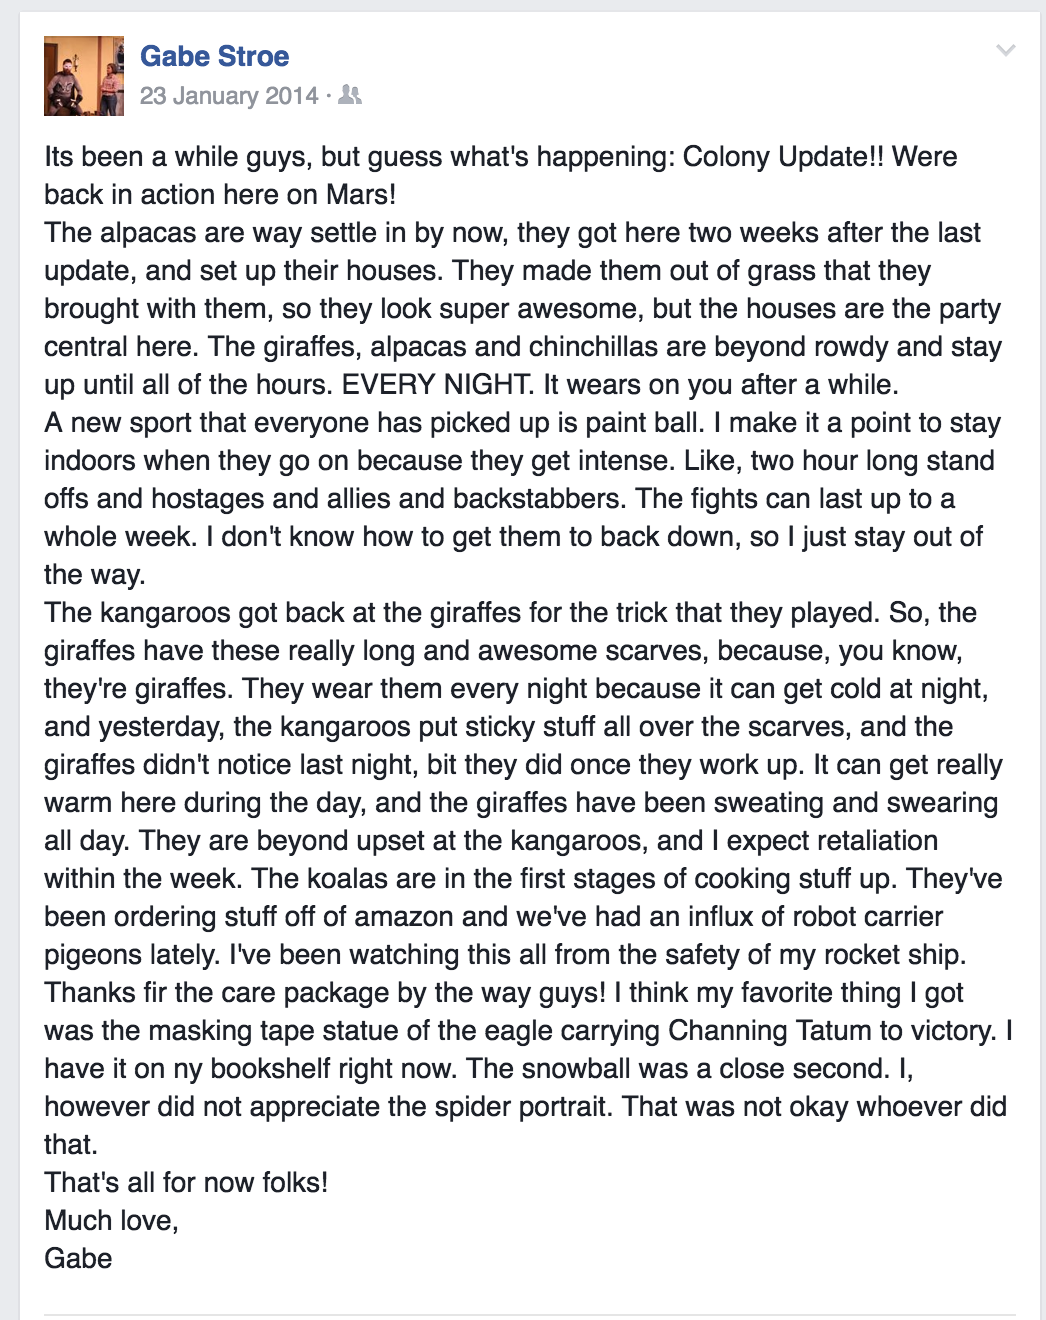 Gabe Stroe
23 January 2014 ·
Its been a while guys, but guess what's happening: Colony Update!! Were
back in action here on Mars!
The alpacas are way settle in by now, they got here two weeks after the last
update, and set up their houses. They made them out of grass that they
brought with them, so they look super awesome, but the houses are the party
central here. The giraffes, alpacas and chinchillas are beyond rowdy and stay
up until all of the hours. EVERY NIGHT. It wears on you after a while.
A new sport that everyone has picked up is paint ball. I make it a point to stay
indoors when they go on because they get intense. Like, two hour long stand
offs and hostages and allies and backstabbers. The fights can last up to a
whole week. I don't know how to get them to back down, so I just stay out of
the way.
The kangaroos got back at the giraffes for the trick that they played. So, the
giraffes have these really long and awesome scarves, because, you know,
they're giraffes. They wear them every night because it can get cold at night,
and yesterday, the kangaroos put sticky stuff all over the scarves, and the
giraffes didn't notice last night, bit they did once they work up. It can get really
warm here during the day, and the giraffes have been sweating and swearing
all day. They are beyond upset at the kangaroos, and I expect retaliation
within the week. The koalas are in the first stages of cooking stuff up. They've
been ordering stuff off of amazon and we've had an influx of robot carrier
pigeons lately. I've been watching this all from the safety of my rocket ship.
Thanks fir the care package by the way guys! I think my favorite thing I got
was the masking tape statue of the eagle carrying Channing Tatum to victory. I
have it on ny bookshelf right now. The snowball was a close second. I,
however did not appreciate the spider portrait. That was not okay whoever did
that.
That's all for now folks!
Much love,
Gabe